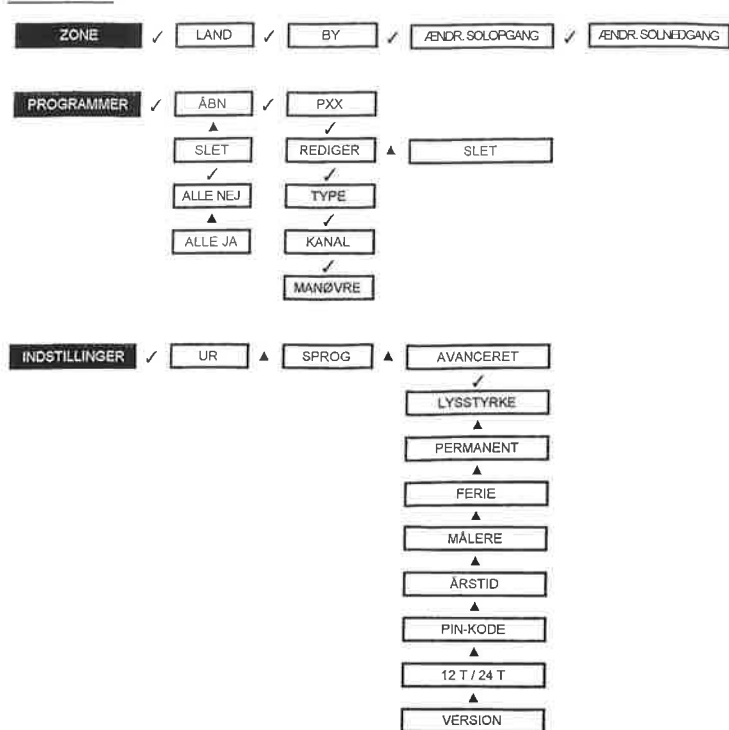 ZONE ✓ LAND ✓ BY ✓ ÆNDR. SOLOPGANG ✓ ÆNDR. SOLNEDGANG
PROGRAMMER ✓ ÅBN ✓ PXX
▲ ✓
SLET REDIGER ▲ SLET
✓ ✓
ALLE NEJ TYPE
▲ ✓
ALLE JA KANAL
✓
MANØVRE
INDSTILLINGER ✓ UR ▲ SPROG ▲ AVANCERET
✓
LYSSTYRKE
▲
PERMANENT
▲
FERIE
▲
MÅLERE
▲
ÅRSTID
▲
PIN-KODE
▲
12 T / 24 T
▲
VERSION